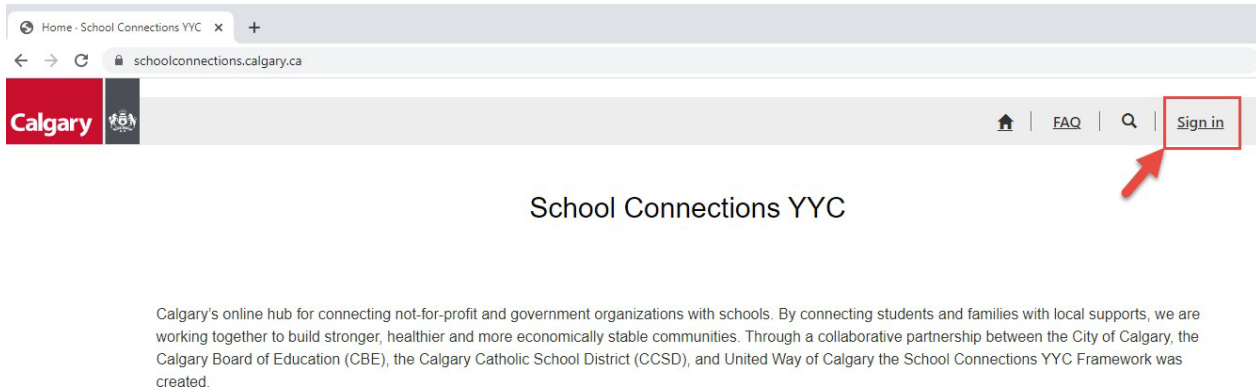 Home - School Connections YYC
schoolconnections.calgary.ca
Calgary
FAQ
Sign in
School Connections YYC
Calgary's online hub for connecting not-for-profit and government organizations with schools. By connecting students and families with local supports, we are
working together to build stronger, healthier and more economically stable communities. Through a collaborative partnership between the City of Calgary, the
Calgary Board of Education (CBE), the Calgary Catholic School District (CCSD), and United Way of Calgary the School Connections YYC Framework was
created.